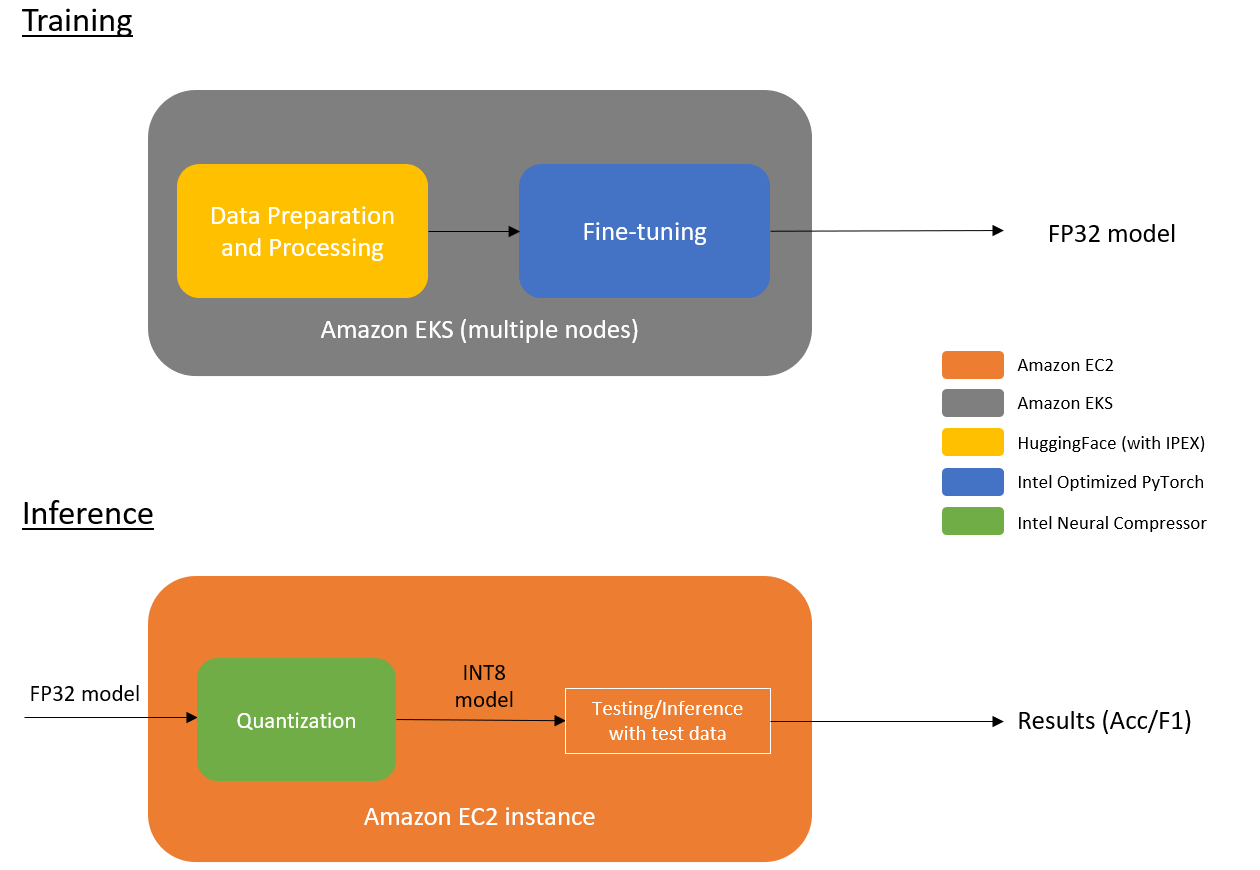 Training
Data Preparation
and Processing
Fine-tuning
FP32 model
Amazon EKS (multiple nodes)
Amazon EC2
Amazon EKS
HuggingFace (with IPEX)
Intel Optimized PyTorch
Intel Neural Compressor
Inference
FP32 model
Quantization
INT8
model
Testing/Inference
with test data
Results (Acc/F1)
Amazon EC2 instance